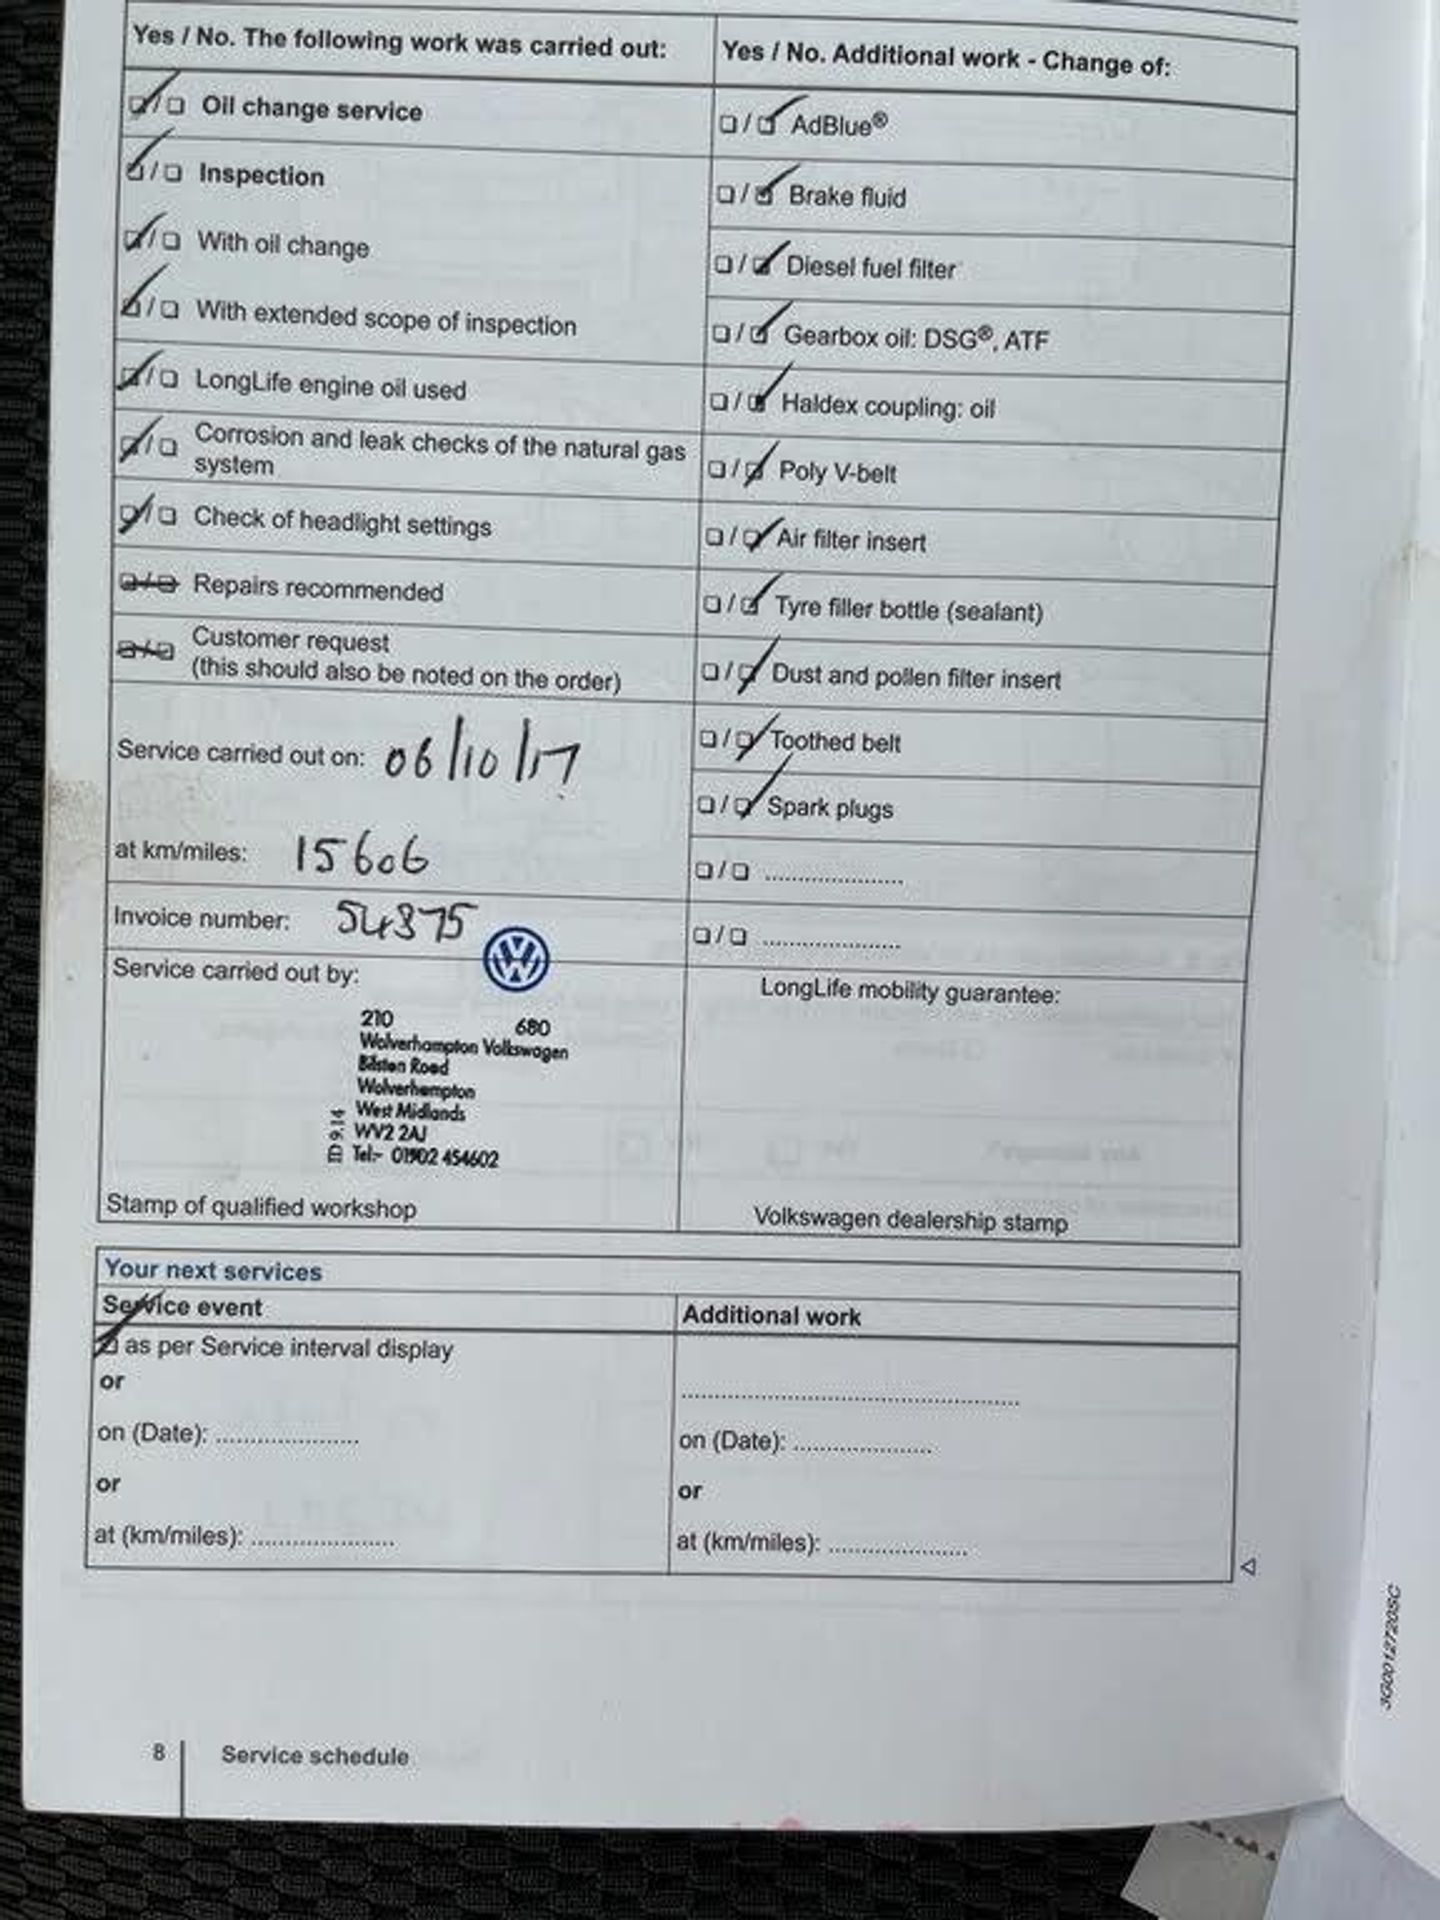 Yes / No. The following work was carried out:
☑/☐ Oil change service
☑/☐ Inspection
☑/☐ With oil change
☑/☐ With extended scope of inspection
☑/☐ LongLife engine oil used
☑/☐ Corrosion and leak checks of the natural gas
system
☑/☐ Check of headlight settings
☐/☐ Repairs recommended
☐/☐ Customer request
(this should also be noted on the order)
Service carried out on: 06/10/17
at km/miles: 15606
Invoice number: 54375
Service carried out by:
210 680
Wolverhampton Volkswagen
Bilston Road
Wolverhampton
West Midlands
WV2 2AJ
Tel:- 01902 454602
ID 9.14
Stamp of qualified workshop
Yes / No. Additional work - Change of:
☐/☑ AdBlue®
☐/☑ Brake fluid
☐/☑ Diesel fuel filter
☐/☑ Gearbox oil: DSG®, ATF
☐/☑ Haldex coupling: oil
☐/☑ Poly V-belt
☐/☑ Air filter insert
☐/☑ Tyre filler bottle (sealant)
☐/☑ Dust and pollen filter insert
☐/☑ Toothed belt
☐/☑ Spark plugs
☐/☐ ....................
☐/☐ ....................
LongLife mobility guarantee:
Volkswagen dealership stamp
Your next services
Service event
☑ as per Service interval display
or
on (Date): ....................
or
at (km/miles): ....................
Additional work
..................................................
on (Date): ....................
or
at (km/miles): ....................
8 Service schedule
3G0012720SC